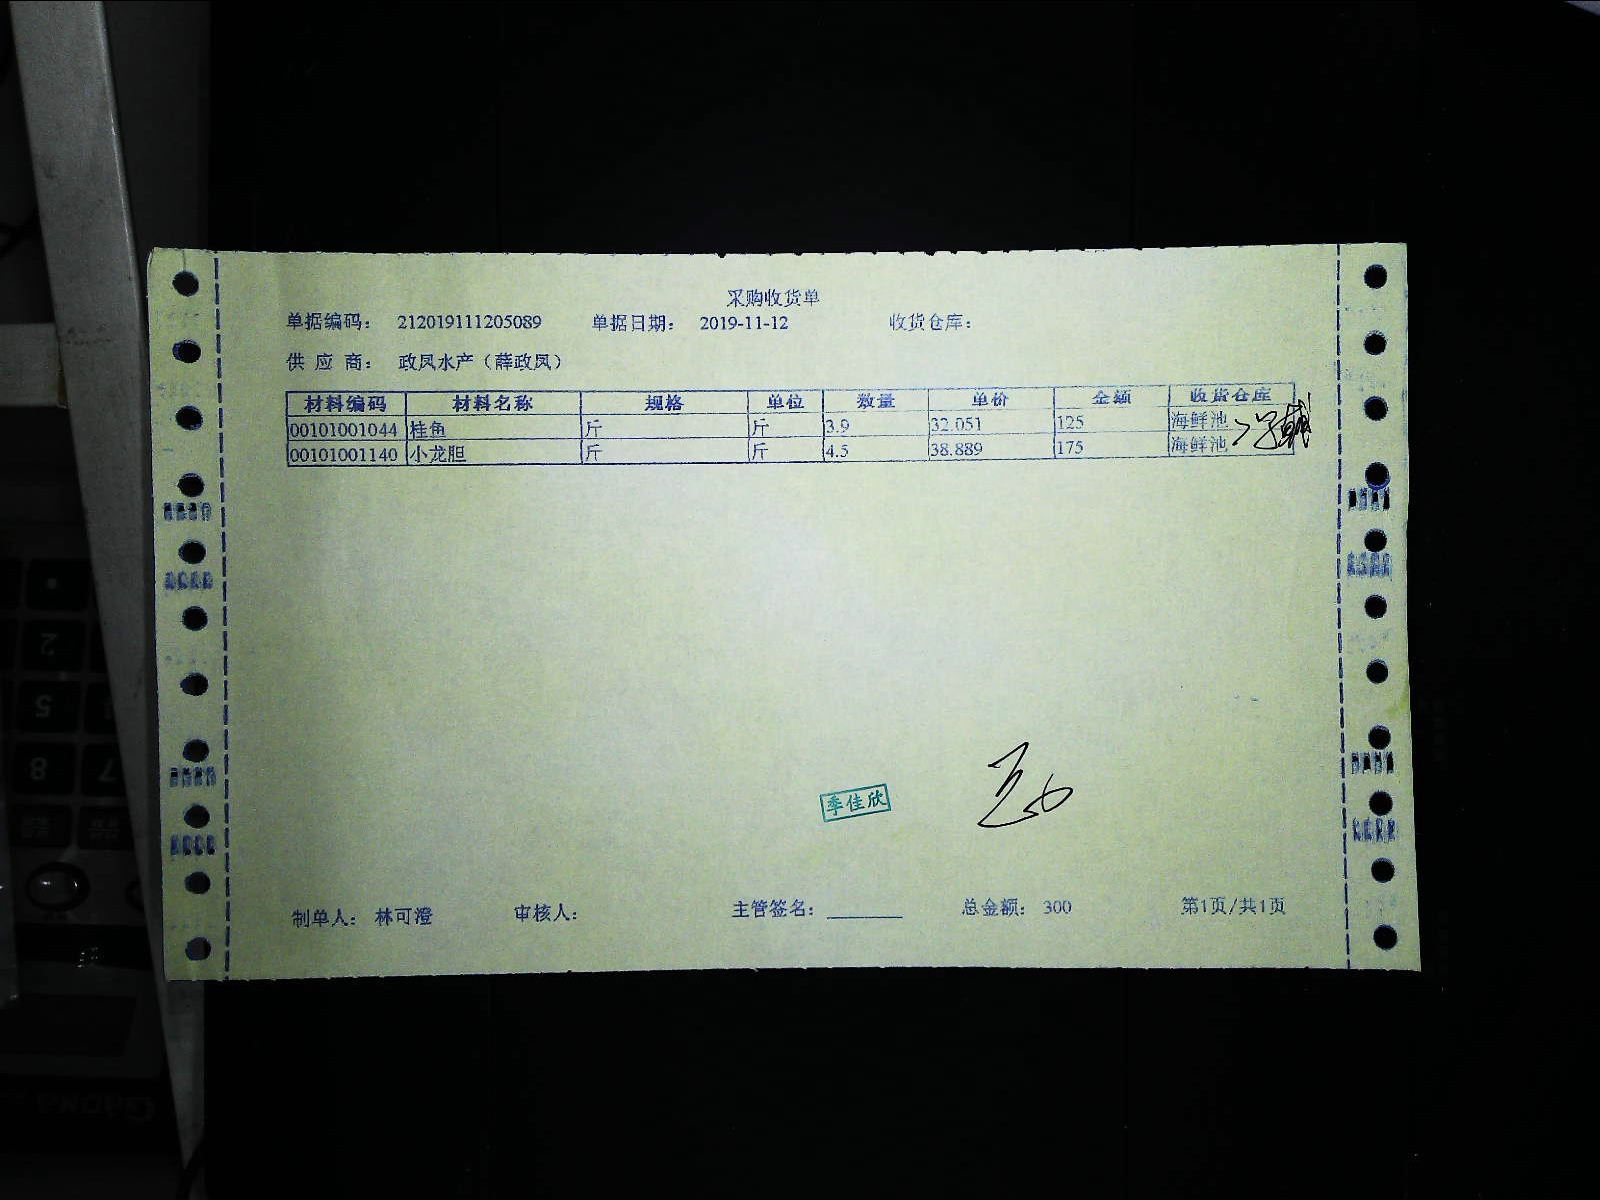 采购收货单
单据编码： 212019111205089 单据日期： 2019-11-12 收货仓库：
供 应 商： 政凤水产（薛政凤）
材料编码 材料名称 规格 单位 数量 单价 金额 收货仓库
00101001044 桂鱼 斤 斤 3.9 32.051 125 海鲜池
00101001140 小龙胆 斤 斤 4.5 38.889 175 海鲜池
季佳欣
制单人： 林可澄 审核人： 主管签名： 总金额： 300 第1页/共1页
2
5
8 7